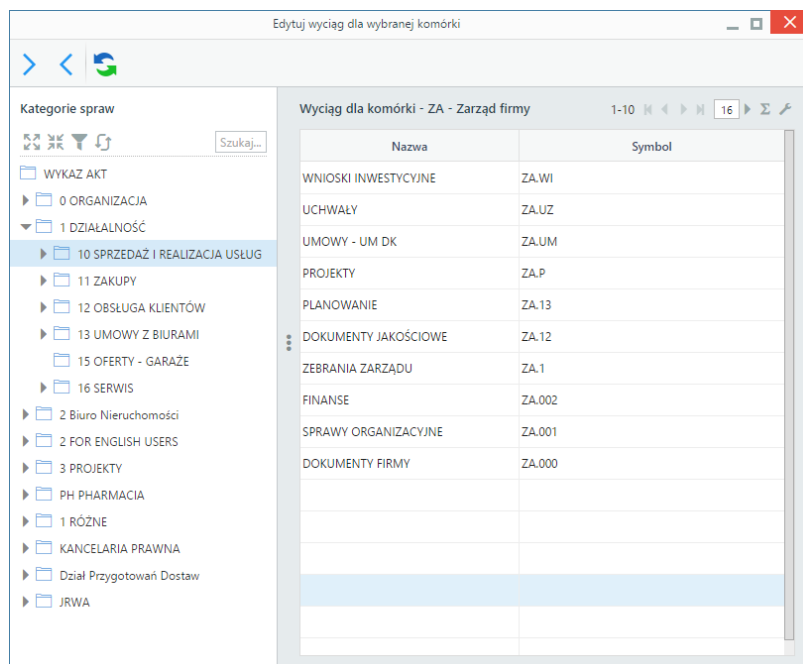 Edytuj wyciąg dla wybranej komórki
Kategorie spraw
Szukaj...
WYKAZ AKT
0 ORGANIZACJA
1 DZIAŁALNOŚĆ
10 SPRZEDAŻ I REALIZACJA USŁUG
11 ZAKUPY
12 OBSŁUGA KLIENTÓW
13 UMOWY Z BIURAMI
15 OFERTY - GARAŻE
16 SERWIS
2 Biuro Nieruchomości
2 FOR ENGLISH USERS
3 PROJEKTY
PH PHARMACIA
1 RÓŻNE
KANCELARIA PRAWNA
Dział Przygotowań Dostaw
JRWA
Wyciąg dla komórki - ZA - Zarząd firmy 1-10 16 Σ
Nazwa Symbol
WNIOSKI INWESTYCYJNE ZA.WI
UCHWAŁY ZA.UZ
UMOWY - UM DK ZA.UM
PROJEKTY ZA.P
PLANOWANIE ZA.13
DOKUMENTY JAKOŚCIOWE ZA.12
ZEBRANIA ZARZĄDU ZA.1
FINANSE ZA.002
SPRAWY ORGANIZACYJNE ZA.001
DOKUMENTY FIRMY ZA.000